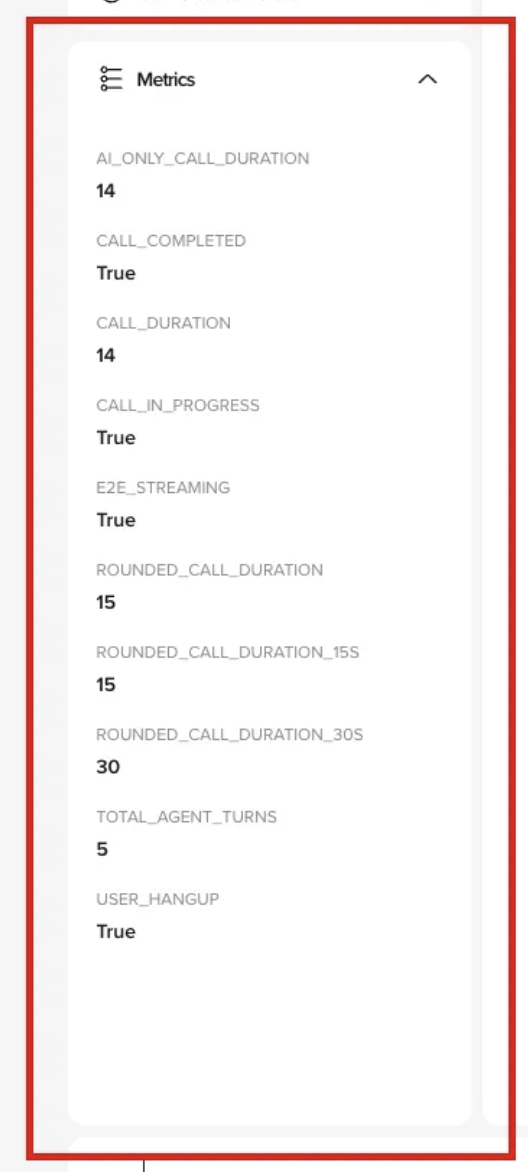 Metrics
AI_ONLY_CALL_DURATION
14
CALL_COMPLETED
True
CALL_DURATION
14
CALL_IN_PROGRESS
True
E2E_STREAMING
True
ROUNDED_CALL_DURATION
15
ROUNDED_CALL_DURATION_15S
15
ROUNDED_CALL_DURATION_30S
30
TOTAL_AGENT_TURNS
5
USER_HANGUP
True